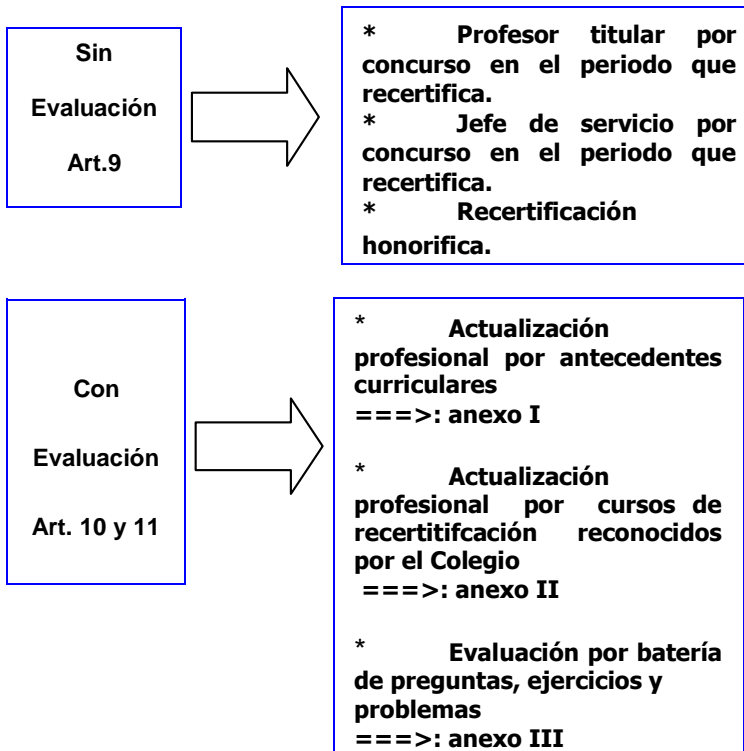 Sin
Evaluación
Art.9
* Profesor titular por
concurso en el periodo que
recertifica.
* Jefe de servicio por
concurso en el periodo que
recertifica.
* Recertificación
honorifica.
Con
Evaluación
Art. 10 y 11
* Actualización
profesional por antecedentes
curriculares
===>: anexo I
* Actualización
profesional por cursos de
recertitifcación reconocidos
por el Colegio
===>: anexo II
* Evaluación por batería
de preguntas, ejercicios y
problemas
===>: anexo III